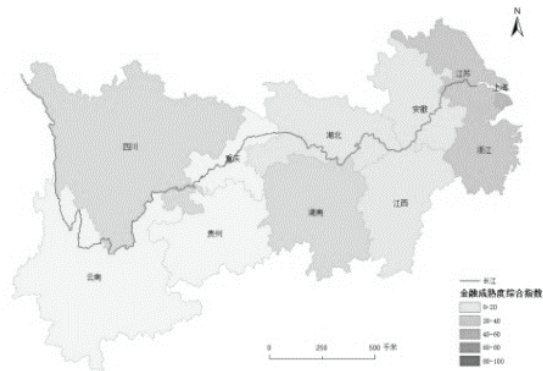 N
江苏
上海
安徽
四川
湖北
重庆
浙江
湖南
江西
贵州
云南
长江
金融成熟度综合指数
0-20
20-40
40-60
60-80
80-100
0 250 500 千米